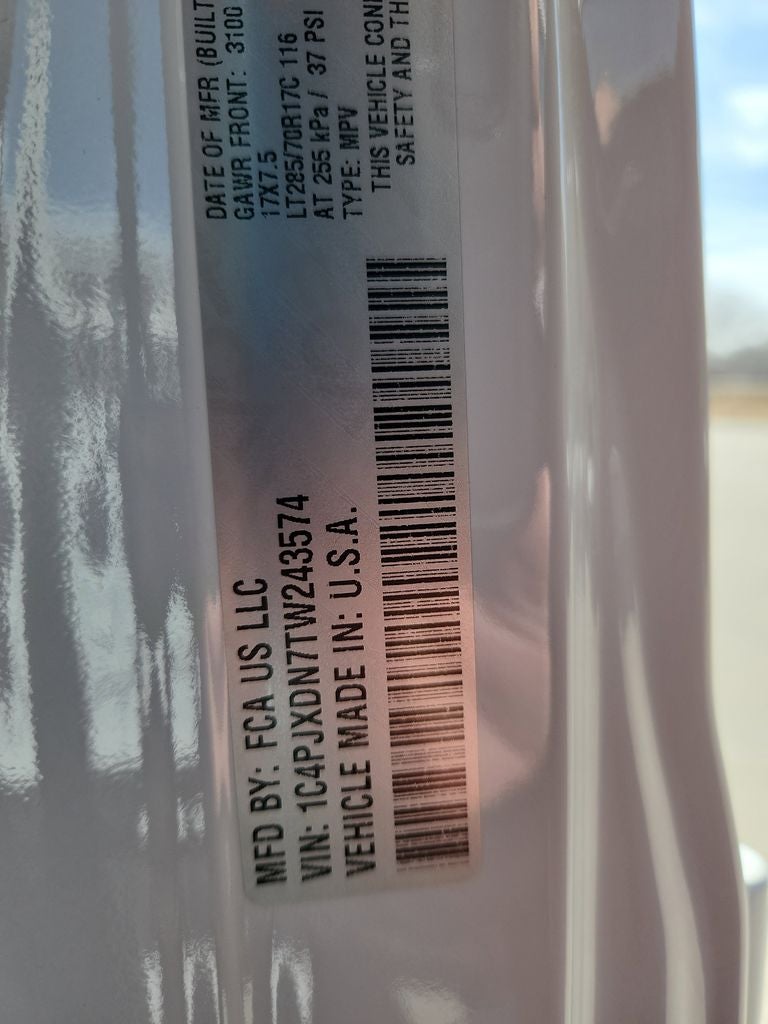 MFD BY: FCA US LLC
VIN: 1C4PJXDN7TW243574
VEHICLE MADE IN: U.S.A.
DATE OF MFR (BUILT
GAWR FRONT: 3100
17X7.5
LT285/70R17C 116
AT 255 kPa / 37 PSI
TYPE: MPV
THIS VEHICLE CON
SAFETY AND TH